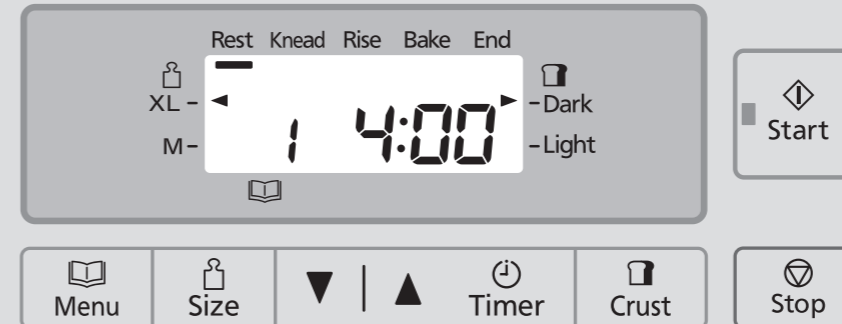 Rest Knead Rise Bake End
XL
Dark
M
1 4:00
Light
Start
Menu
Size
Timer
Crust
Stop